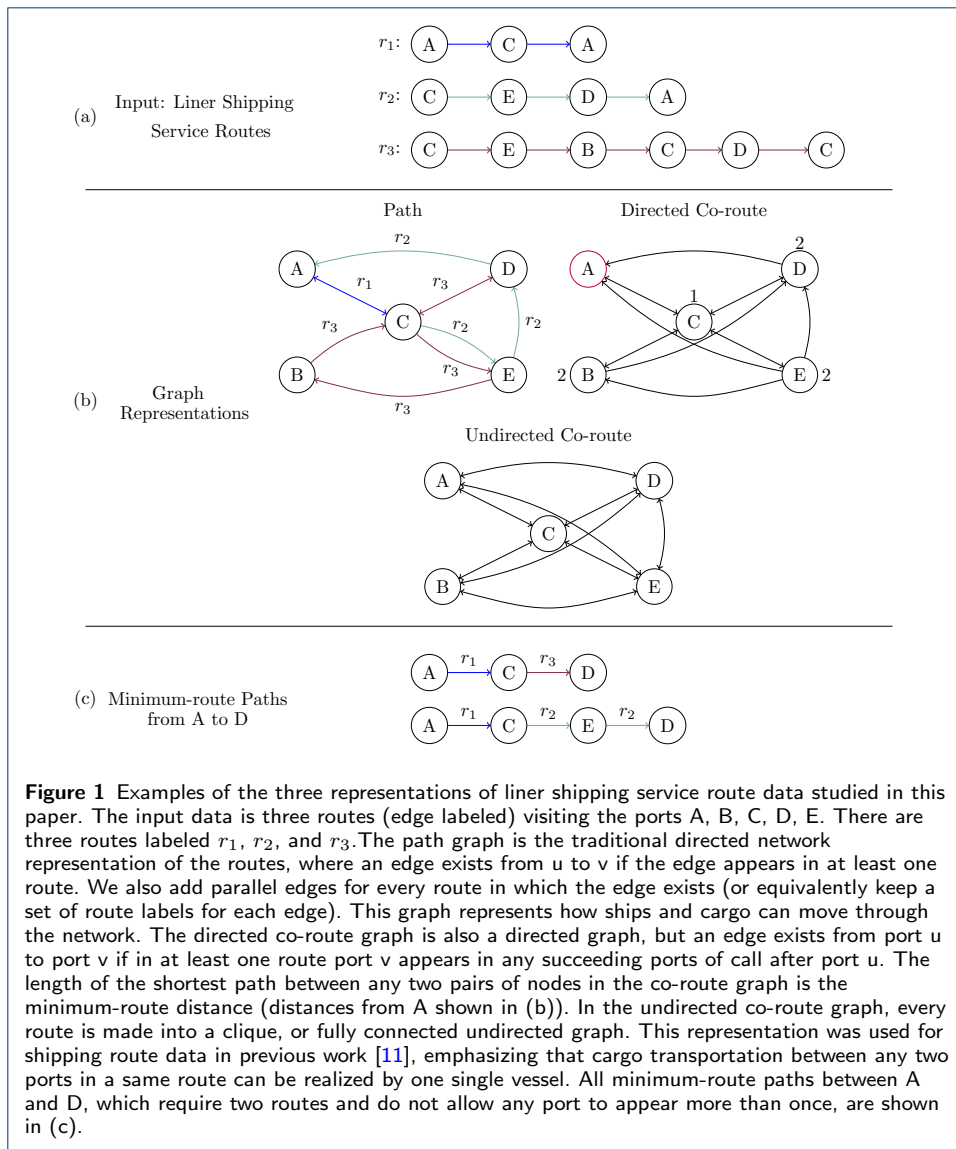 r1: A C A
(a) Input: Liner Shipping
Service Routes
r2: C E D A
r3: C E B C D C
Path
Directed Co-route
r2
A D
r1 r3
C
r3 r2 r2
r3
B E
r3
2
A D
1
C
2 B E 2
(b) Graph
Representations
Undirected Co-route
A D
C
B E
r1 r3
A C D
(c) Minimum-route Paths
from A to D
r1 r2 r2
A C E D
Figure 1 Examples of the three representations of liner shipping service route data studied in this
paper. The input data is three routes (edge labeled) visiting the ports A, B, C, D, E. There are
three routes labeled r1, r2, and r3.The path graph is the traditional directed network
representation of the routes, where an edge exists from u to v if the edge appears in at least one
route. We also add parallel edges for every route in which the edge exists (or equivalently keep a
set of route labels for each edge). This graph represents how ships and cargo can move through
the network. The directed co-route graph is also a directed graph, but an edge exists from port u
to port v if in at least one route port v appears in any succeeding ports of call after port u. The
length of the shortest path between any two pairs of nodes in the co-route graph is the
minimum-route distance (distances from A shown in (b)). In the undirected co-route graph, every
route is made into a clique, or fully connected undirected graph. This representation was used for
shipping route data in previous work [11], emphasizing that cargo transportation between any two
ports in a same route can be realized by one single vessel. All minimum-route paths between A
and D, which require two routes and do not allow any port to appear more than once, are shown
in (c).